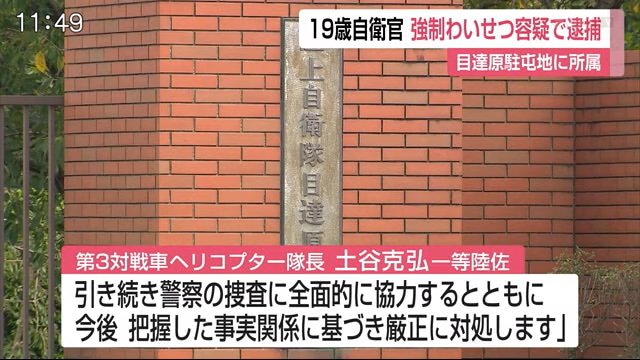 11:49
19歳自衛官 強制わいせつ容疑で逮捕
目達原駐屯地に所属
上自衛隊目達原
第3対戦車ヘリコプター隊長 土谷克弘一等陸佐
引き続き警察の捜査に全面的に協力するとともに
今後 把握した事実関係に基づき厳正に対処します」